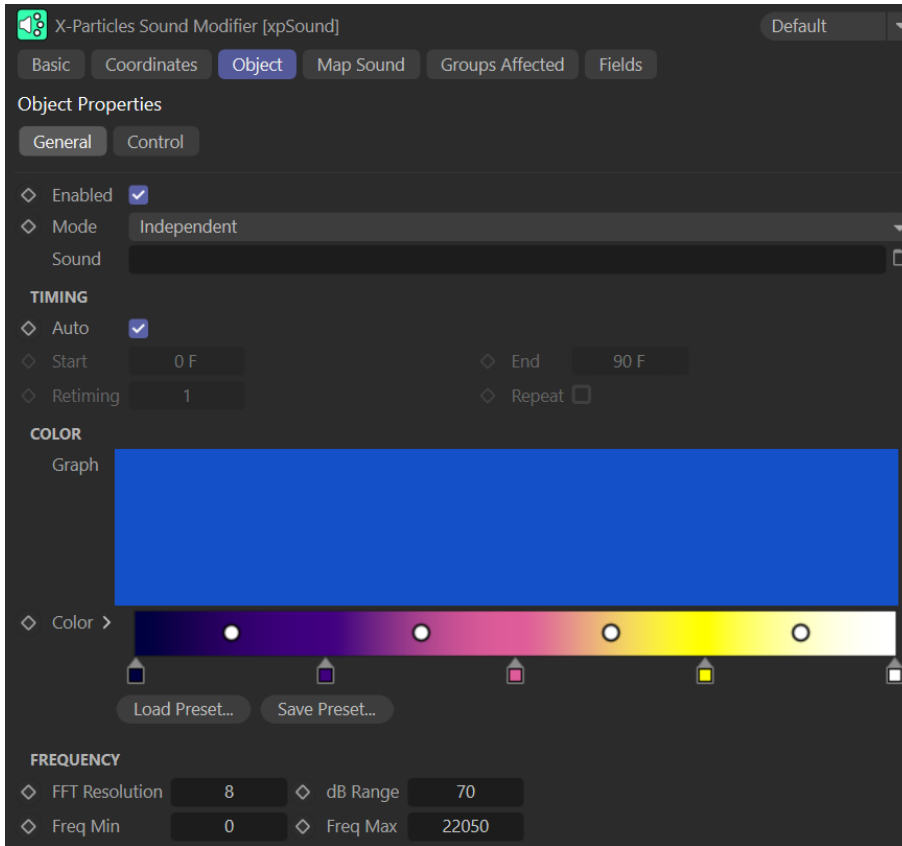 X-Particles Sound Modifier [xpSound] Default
Basic Coordinates Object Map Sound Groups Affected Fields
Object Properties
General Control
Enabled
Mode Independent
Sound
TIMING
Auto
Start 0 F End 90 F
Retiming 1 Repeat
COLOR
Graph
Color
Load Preset... Save Preset...
FREQUENCY
FFT Resolution 8 dB Range 70
Freq Min 0 Freq Max 22050